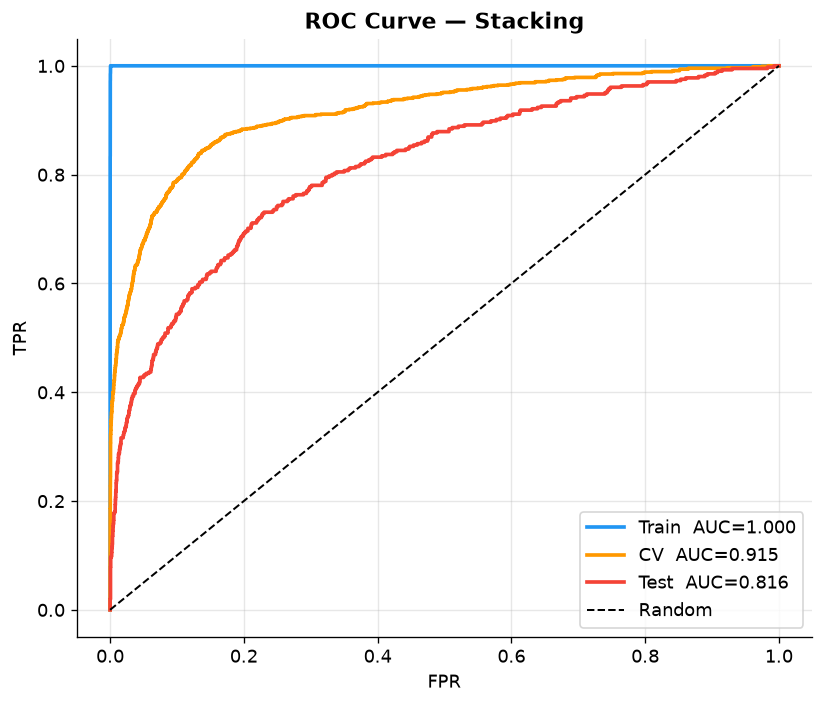 ROC Curve — Stacking
TPR
1.0
0.8
0.6
0.4
0.2
0.0
Train AUC=1.000
CV AUC=0.915
Test AUC=0.816
Random
0.0 0.2 0.4 0.6 0.8 1.0
FPR